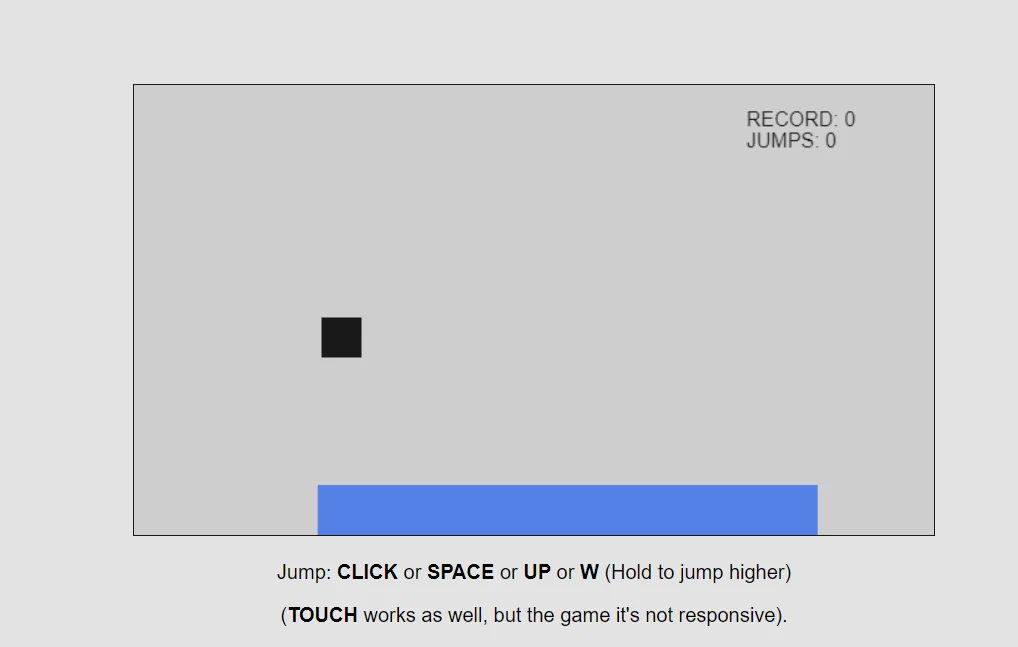 RECORD: 0
JUMPS: 0
Jump: CLICK or SPACE or UP or W (Hold to jump higher)
(TOUCH works as well, but the game it's not responsive).